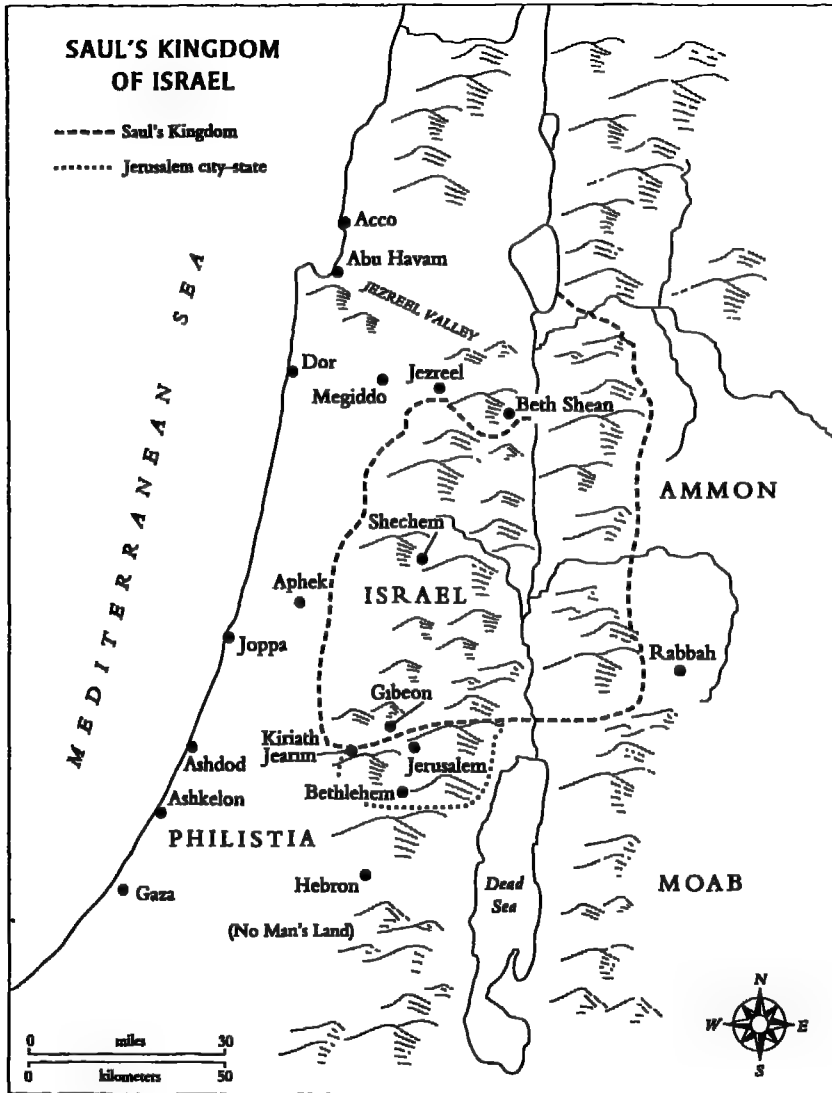 SAUL'S KINGDOM
OF ISRAEL
Saul's Kingdom
Jerusalem city-state
Acco
Abu Havam
MEDITERRANEAN SEA
JEZREEL VALLEY
Dor
Megiddo
Jezreel
Beth Shean
AMMON
Shechem
ISRAEL
Aphek
Joppa
Rabbah
Gibeon
Kiriath
Jearim
Jerusalem
Ashdod
Bethlehem
Ashkelon
PHILISTIA
Hebron
Dead
Sea
MOAB
Gaza
(No Man's Land)
N
W E
S
0 miles 30
0 kilometers 50